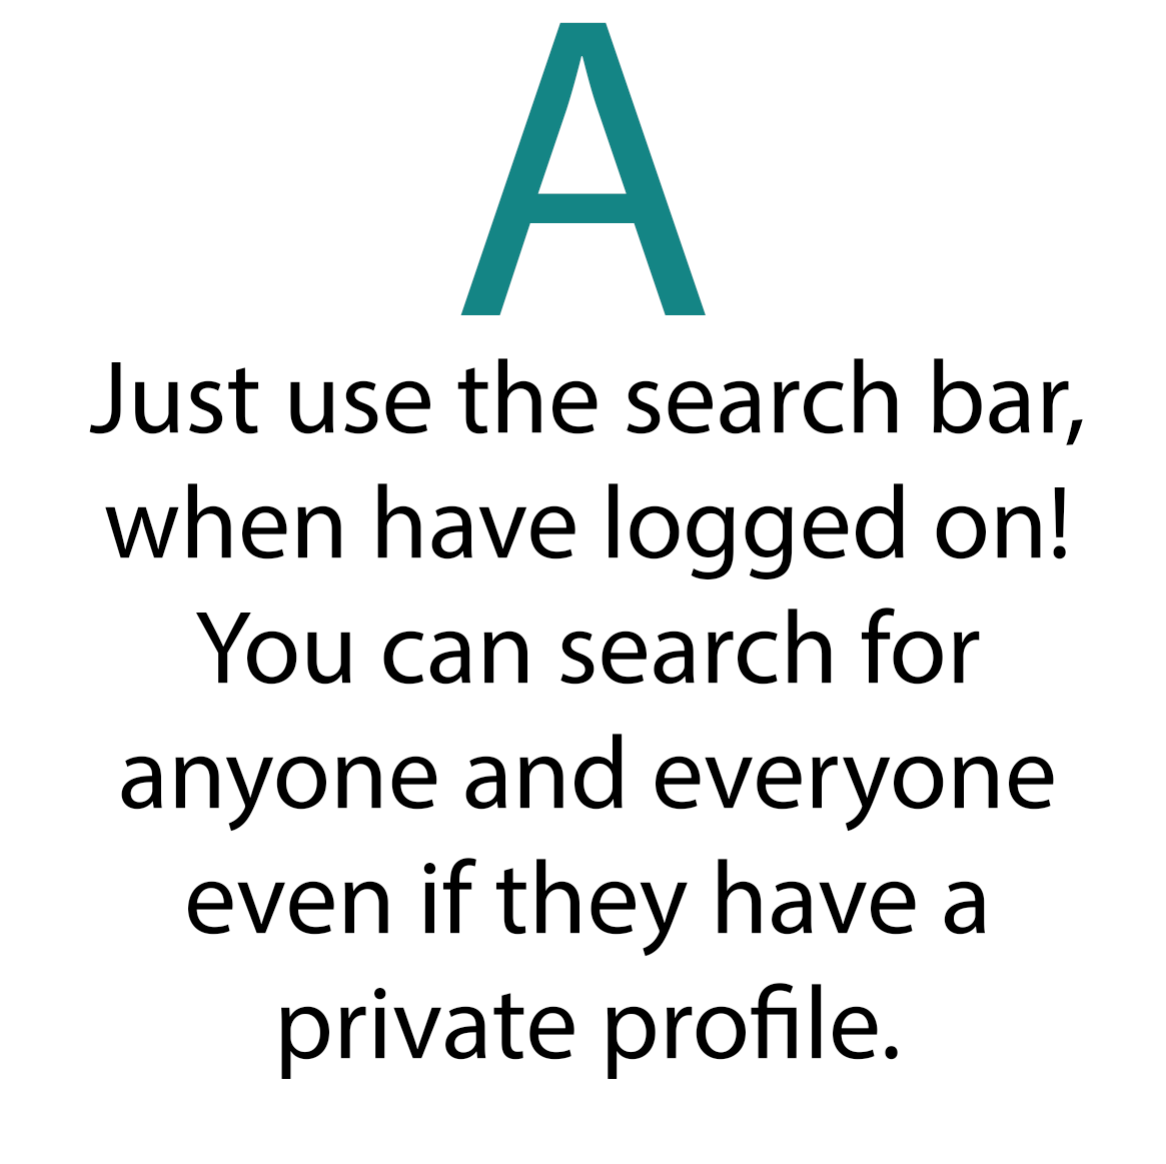 A
Just use the search bar,
when have logged on!
You can search for
anyone and everyone
even if they have a
private profile.